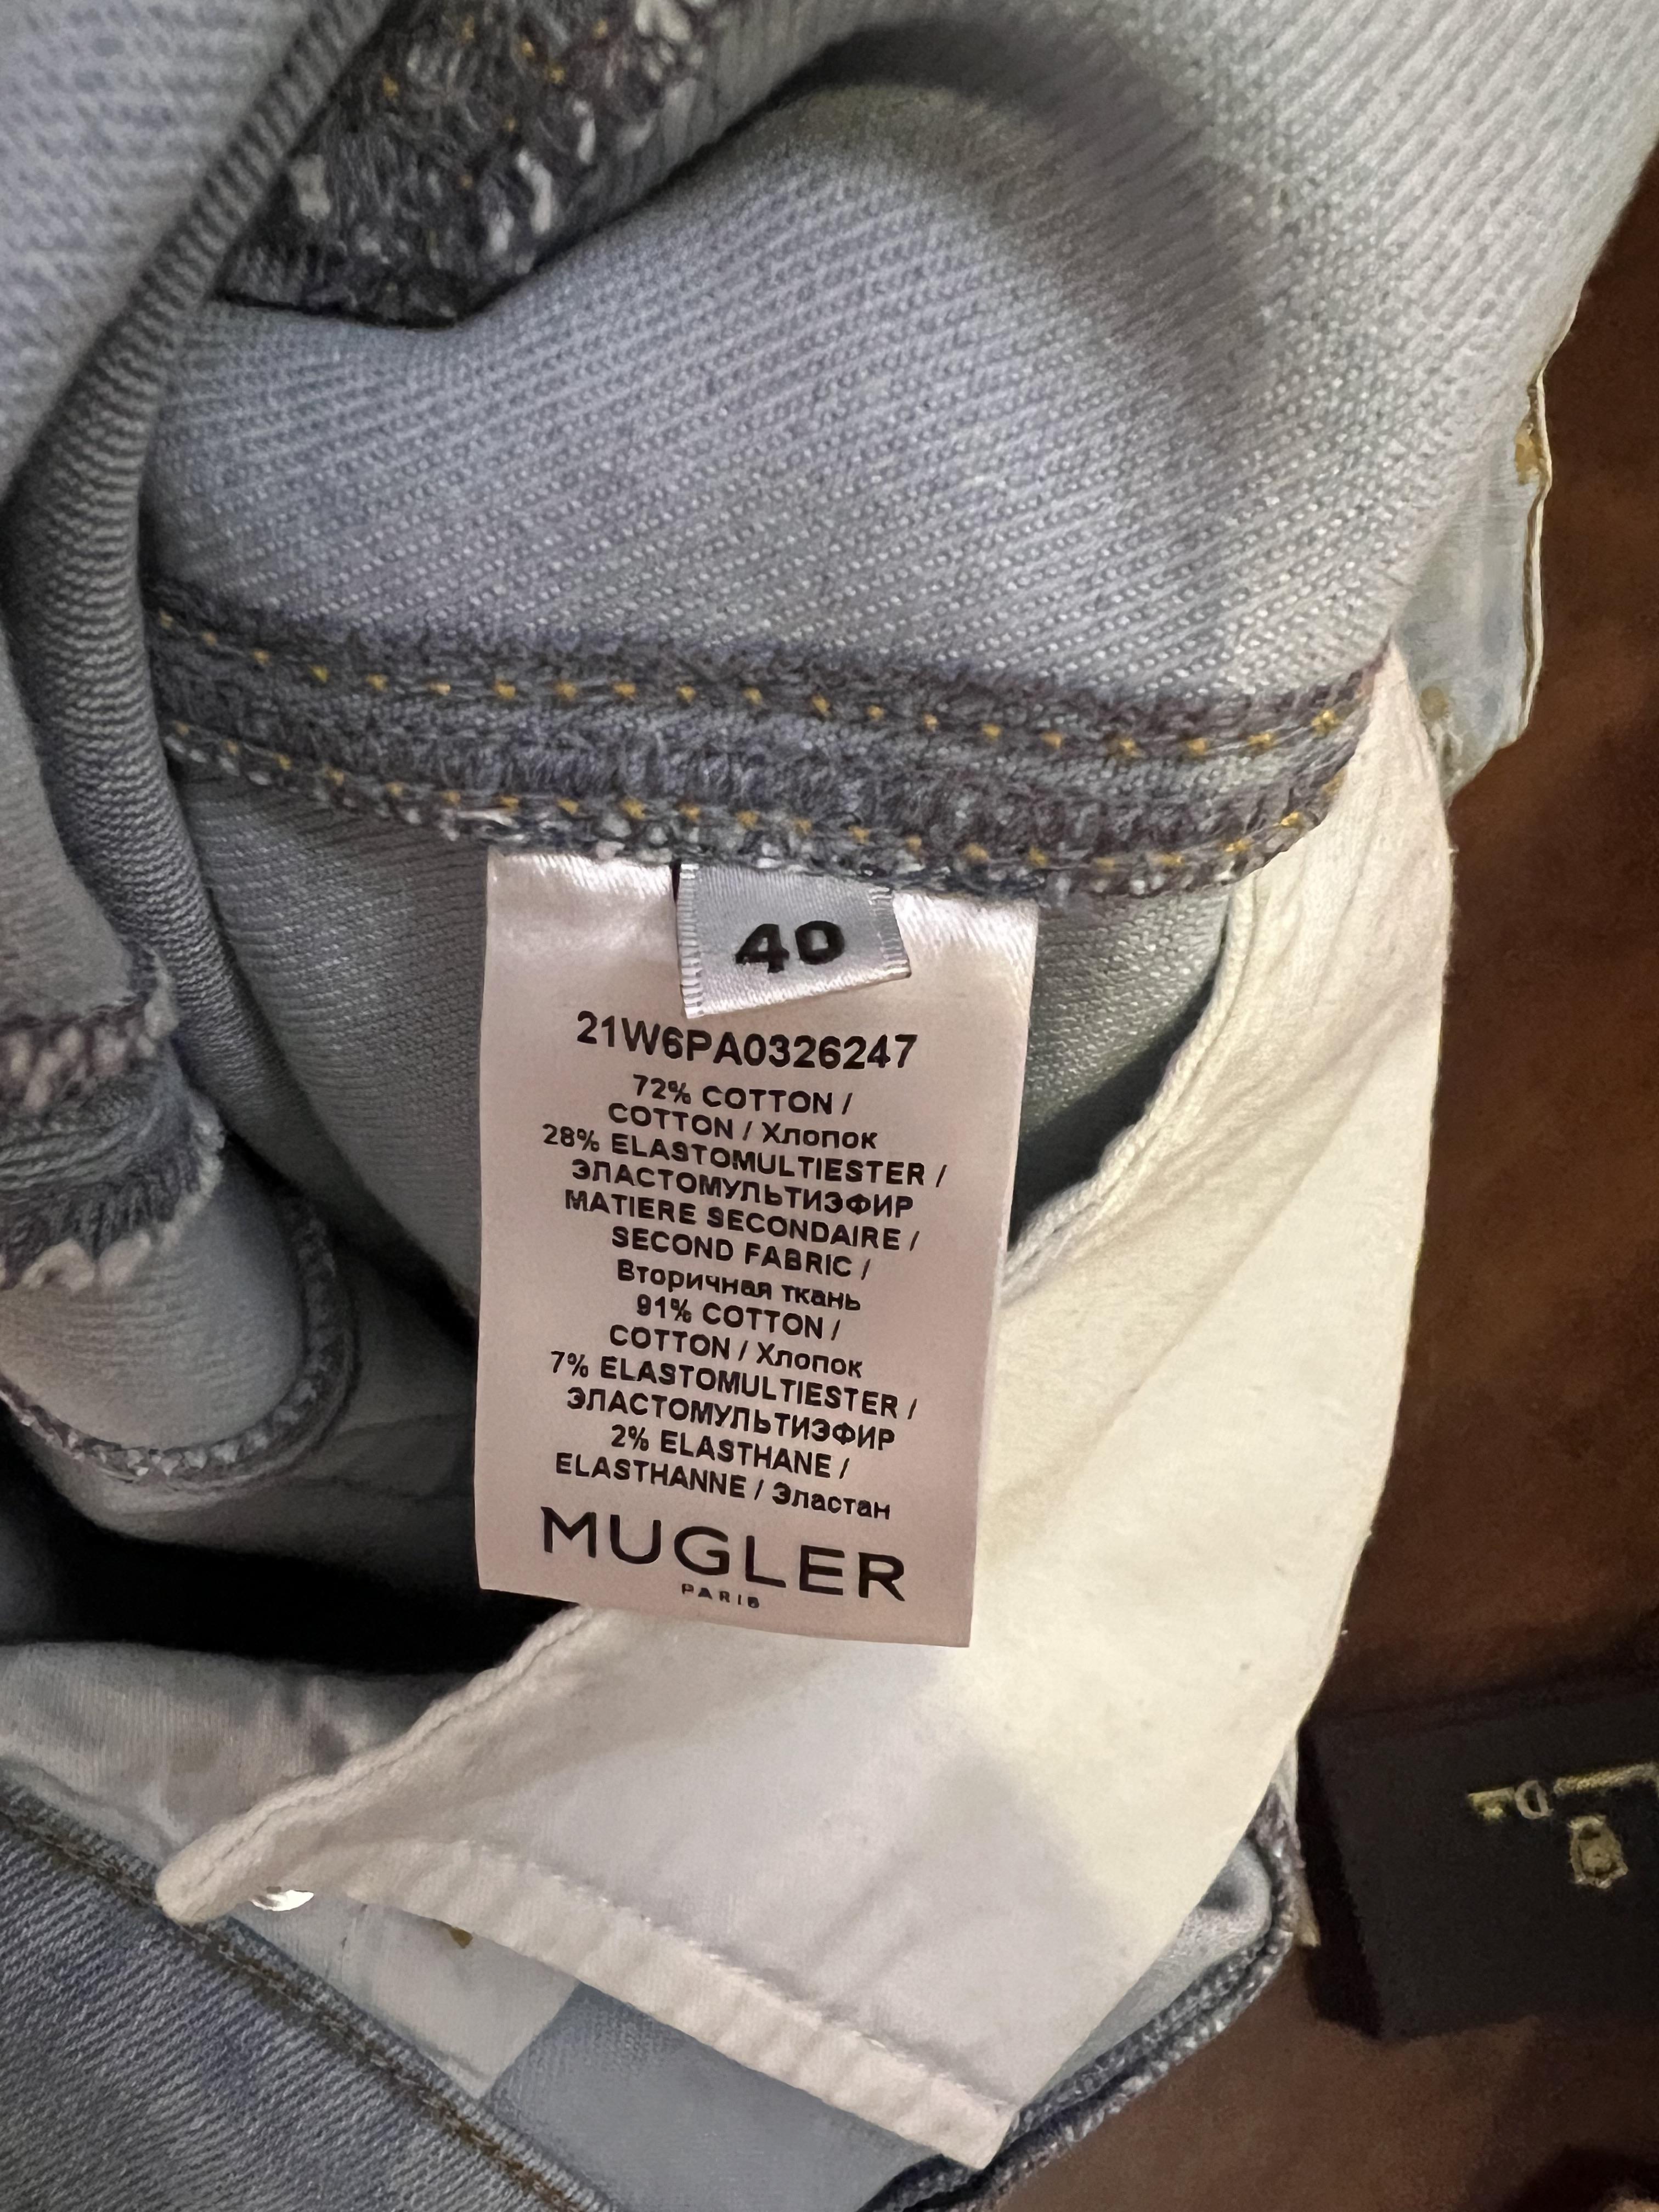 40
21W6PA0326247
72% COTTON /
COTTON / Хлопок
28% ELASTOMULTIESTER /
ЭЛАСТОМУЛЬТИЭФИР
MATIERE SECONDAIRE /
SECOND FABRIC /
Вторичная ткань
91% COTTON /
COTTON / Хлопок
7% ELASTOMULTIESTER /
ЭЛАСТОМУЛЬТИЭФИР
2% ELASTHANE /
ELASTHANNE / Эластан
MUGLER
PARIS